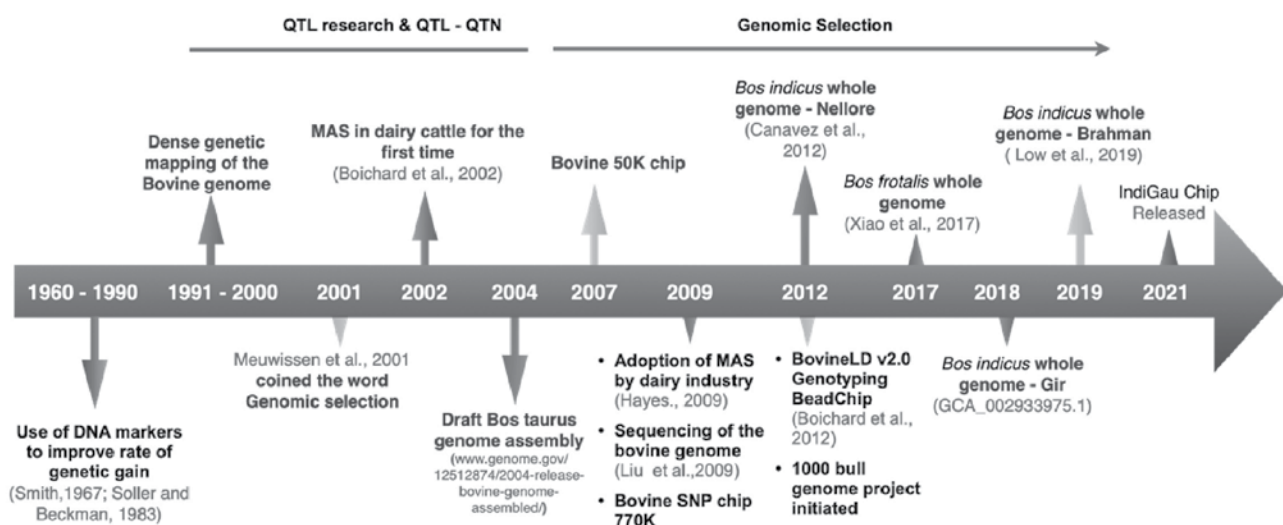 QTL research & QTL - QTN
Genomic Selection
Dense genetic
mapping of the
Bovine genome
MAS in dairy cattle for the
first time
(Boichard et al., 2002)
Bovine 50K chip
Bos indicus whole
genome - Nellore
(Canavez et al.,
2012)
Bos frotalis whole
genome
(Xiao et al., 2017)
Bos indicus whole
genome - Brahman
( Low et al., 2019)
IndiGau Chip
Released
1960 - 1990
1991 - 2000
2001
2002
2004
2007
2009
2012
2017
2018
2019
2021
Use of DNA markers
to improve rate of
genetic gain
(Smith,1967; Soller and
Beckman, 1983)
Meuwissen et al., 2001
coined the word
Genomic selection
Draft Bos taurus
genome assembly
(www.genome.gov/
12512874/2004-release-
bovine-genome-
assembled/)
• Adoption of MAS
by dairy industry
(Hayes., 2009)
• Sequencing of the
bovine genome
(Liu et al.,2009)
• Bovine SNP chip
770K
• BovineLD v2.0
Genotyping
BeadChip
(Boichard et al.,
2012)
• 1000 bull
genome project
initiated
Bos indicus whole
genome - Gir
(GCA_002933975.1)